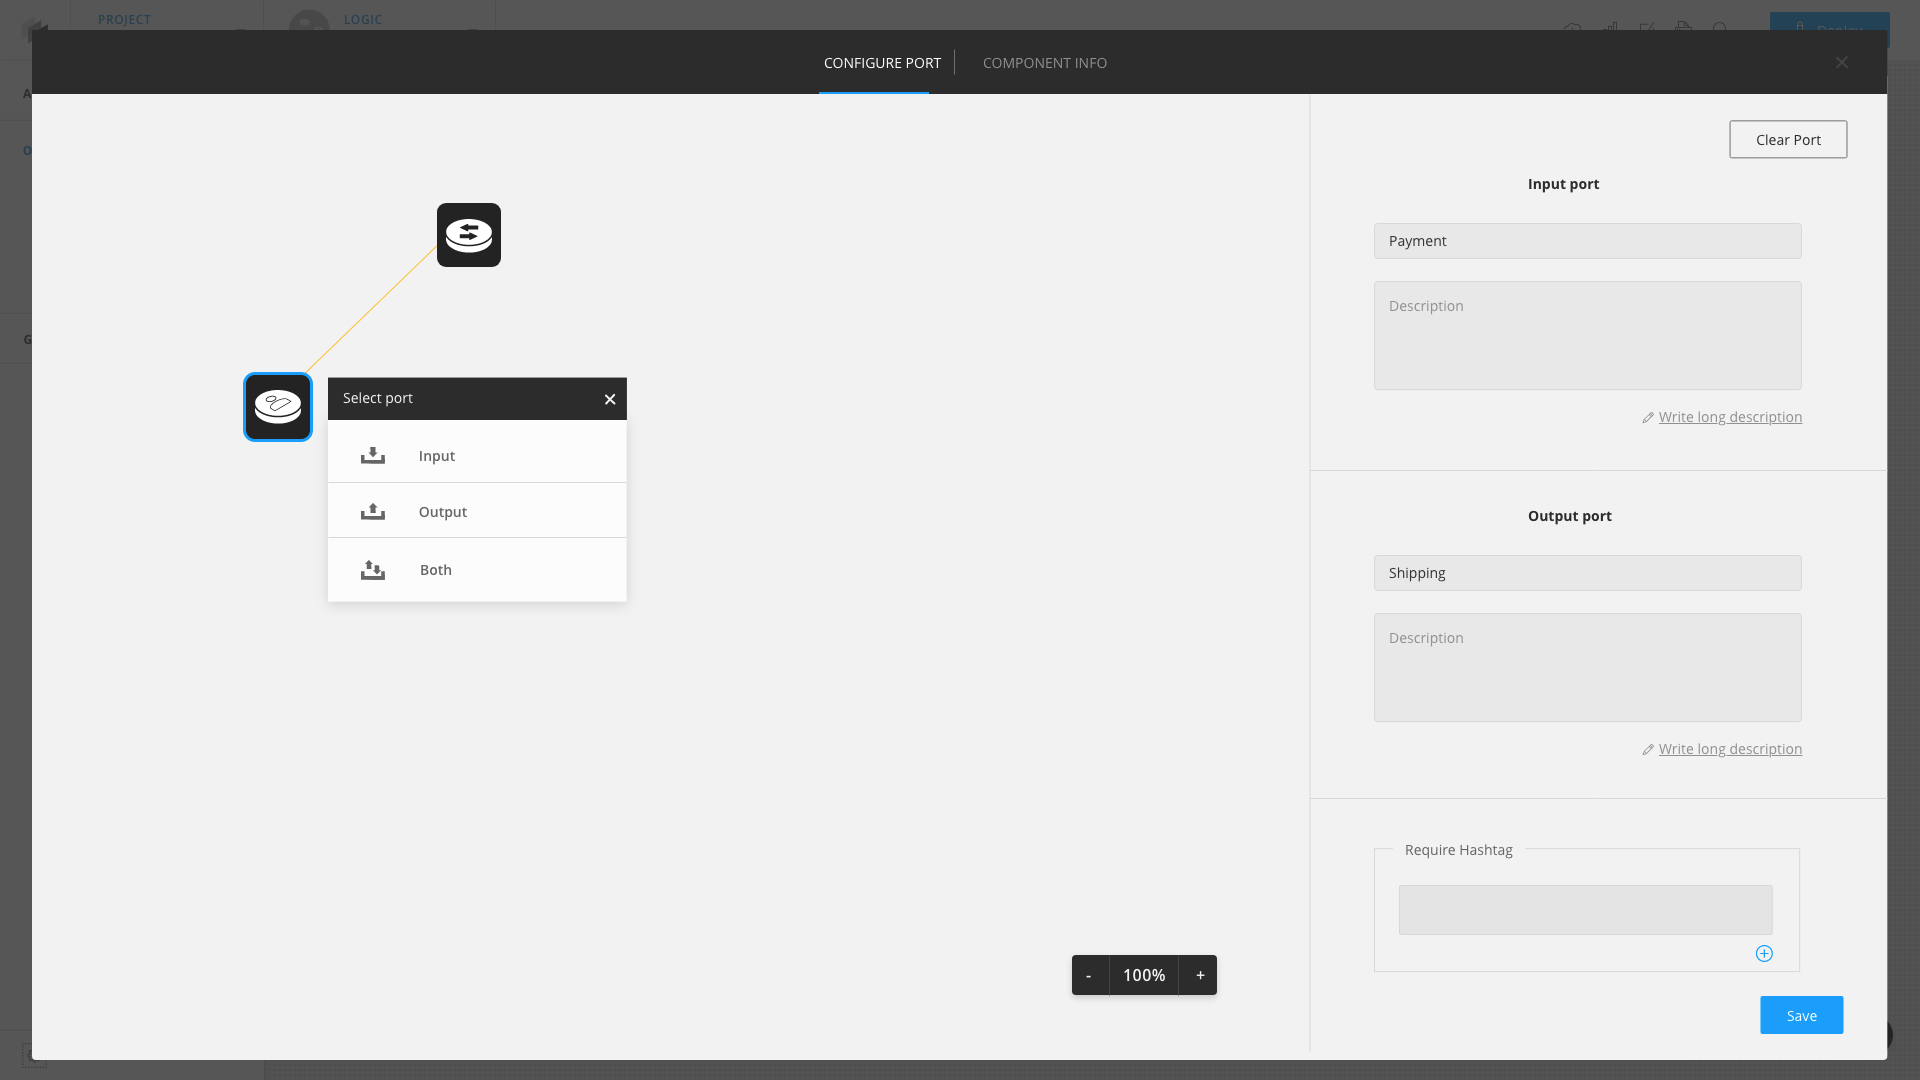 PROJECT
LOGIC
Deploy
CONFIGURE PORT
COMPONENT INFO
A
O
G
Clear Port
Input port
Payment
Description
Write long description
Select port
Input
Output
Both
Output port
Shipping
Description
Write long description
Require Hashtag
- 100% +
Save